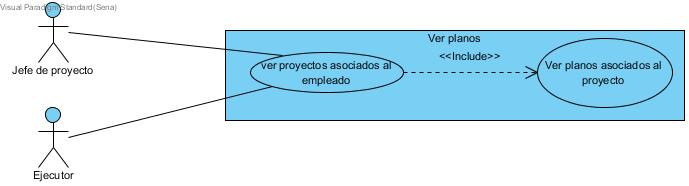 Visual Paradigm Standard(Sena)
Ver planos
<<Include>>
Ver proyectos asociados al
empleado
Ver planos asociados al
proyecto
Jefe de proyecto
Ejecutor